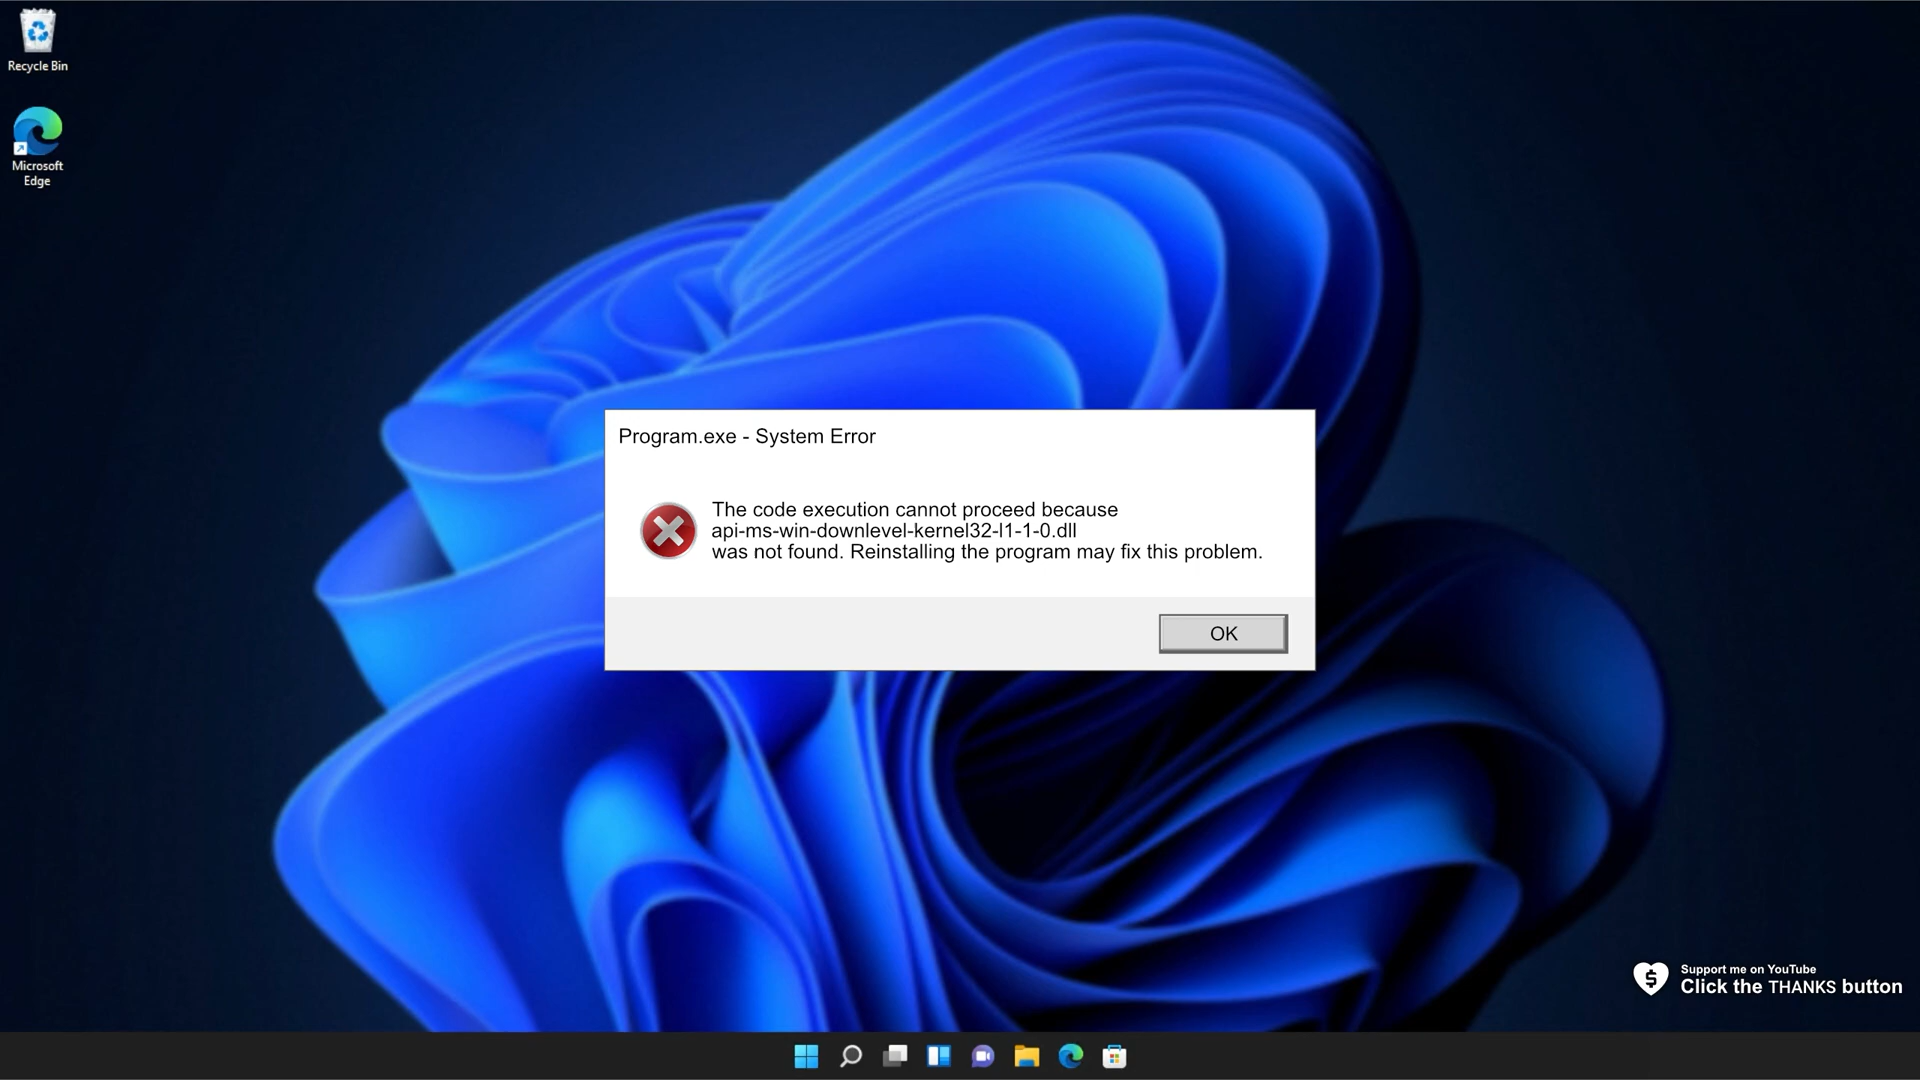 Recycle Bin
Microsoft
Edge
Program.exe - System Error
The code execution cannot proceed because
api-ms-win-downlevel-kernel32-l1-1-0.dll
was not found. Reinstalling the program may fix this problem.
OK
Support me on YouTube
Click the THANKS button